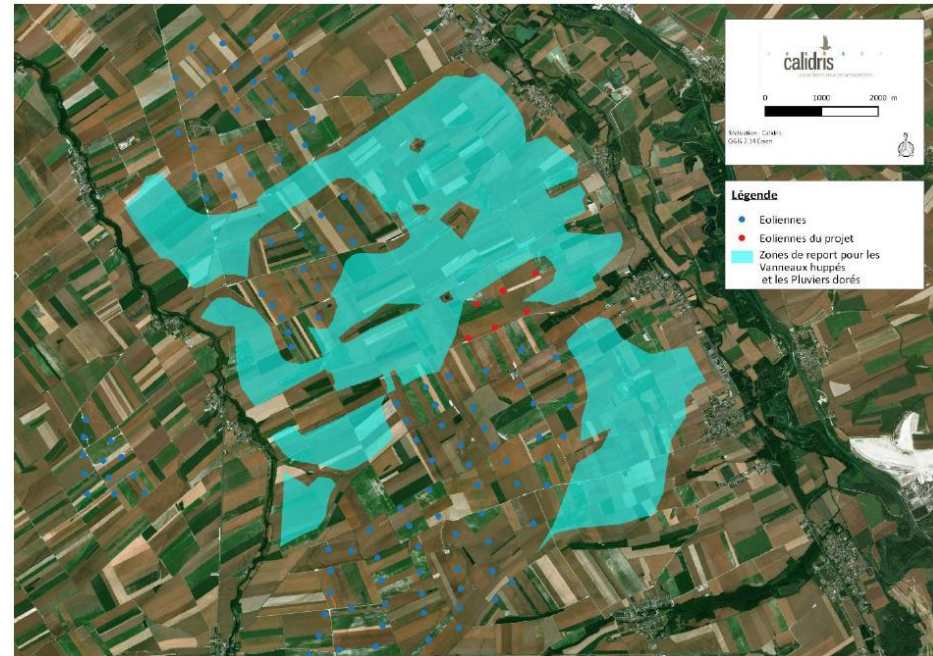 calidris
0 1000 2000 m
N
Légende
Eoliennes
Eoliennes du projet
Zones de report pour les
Vanneaux huppés
et les Pluviers dorés